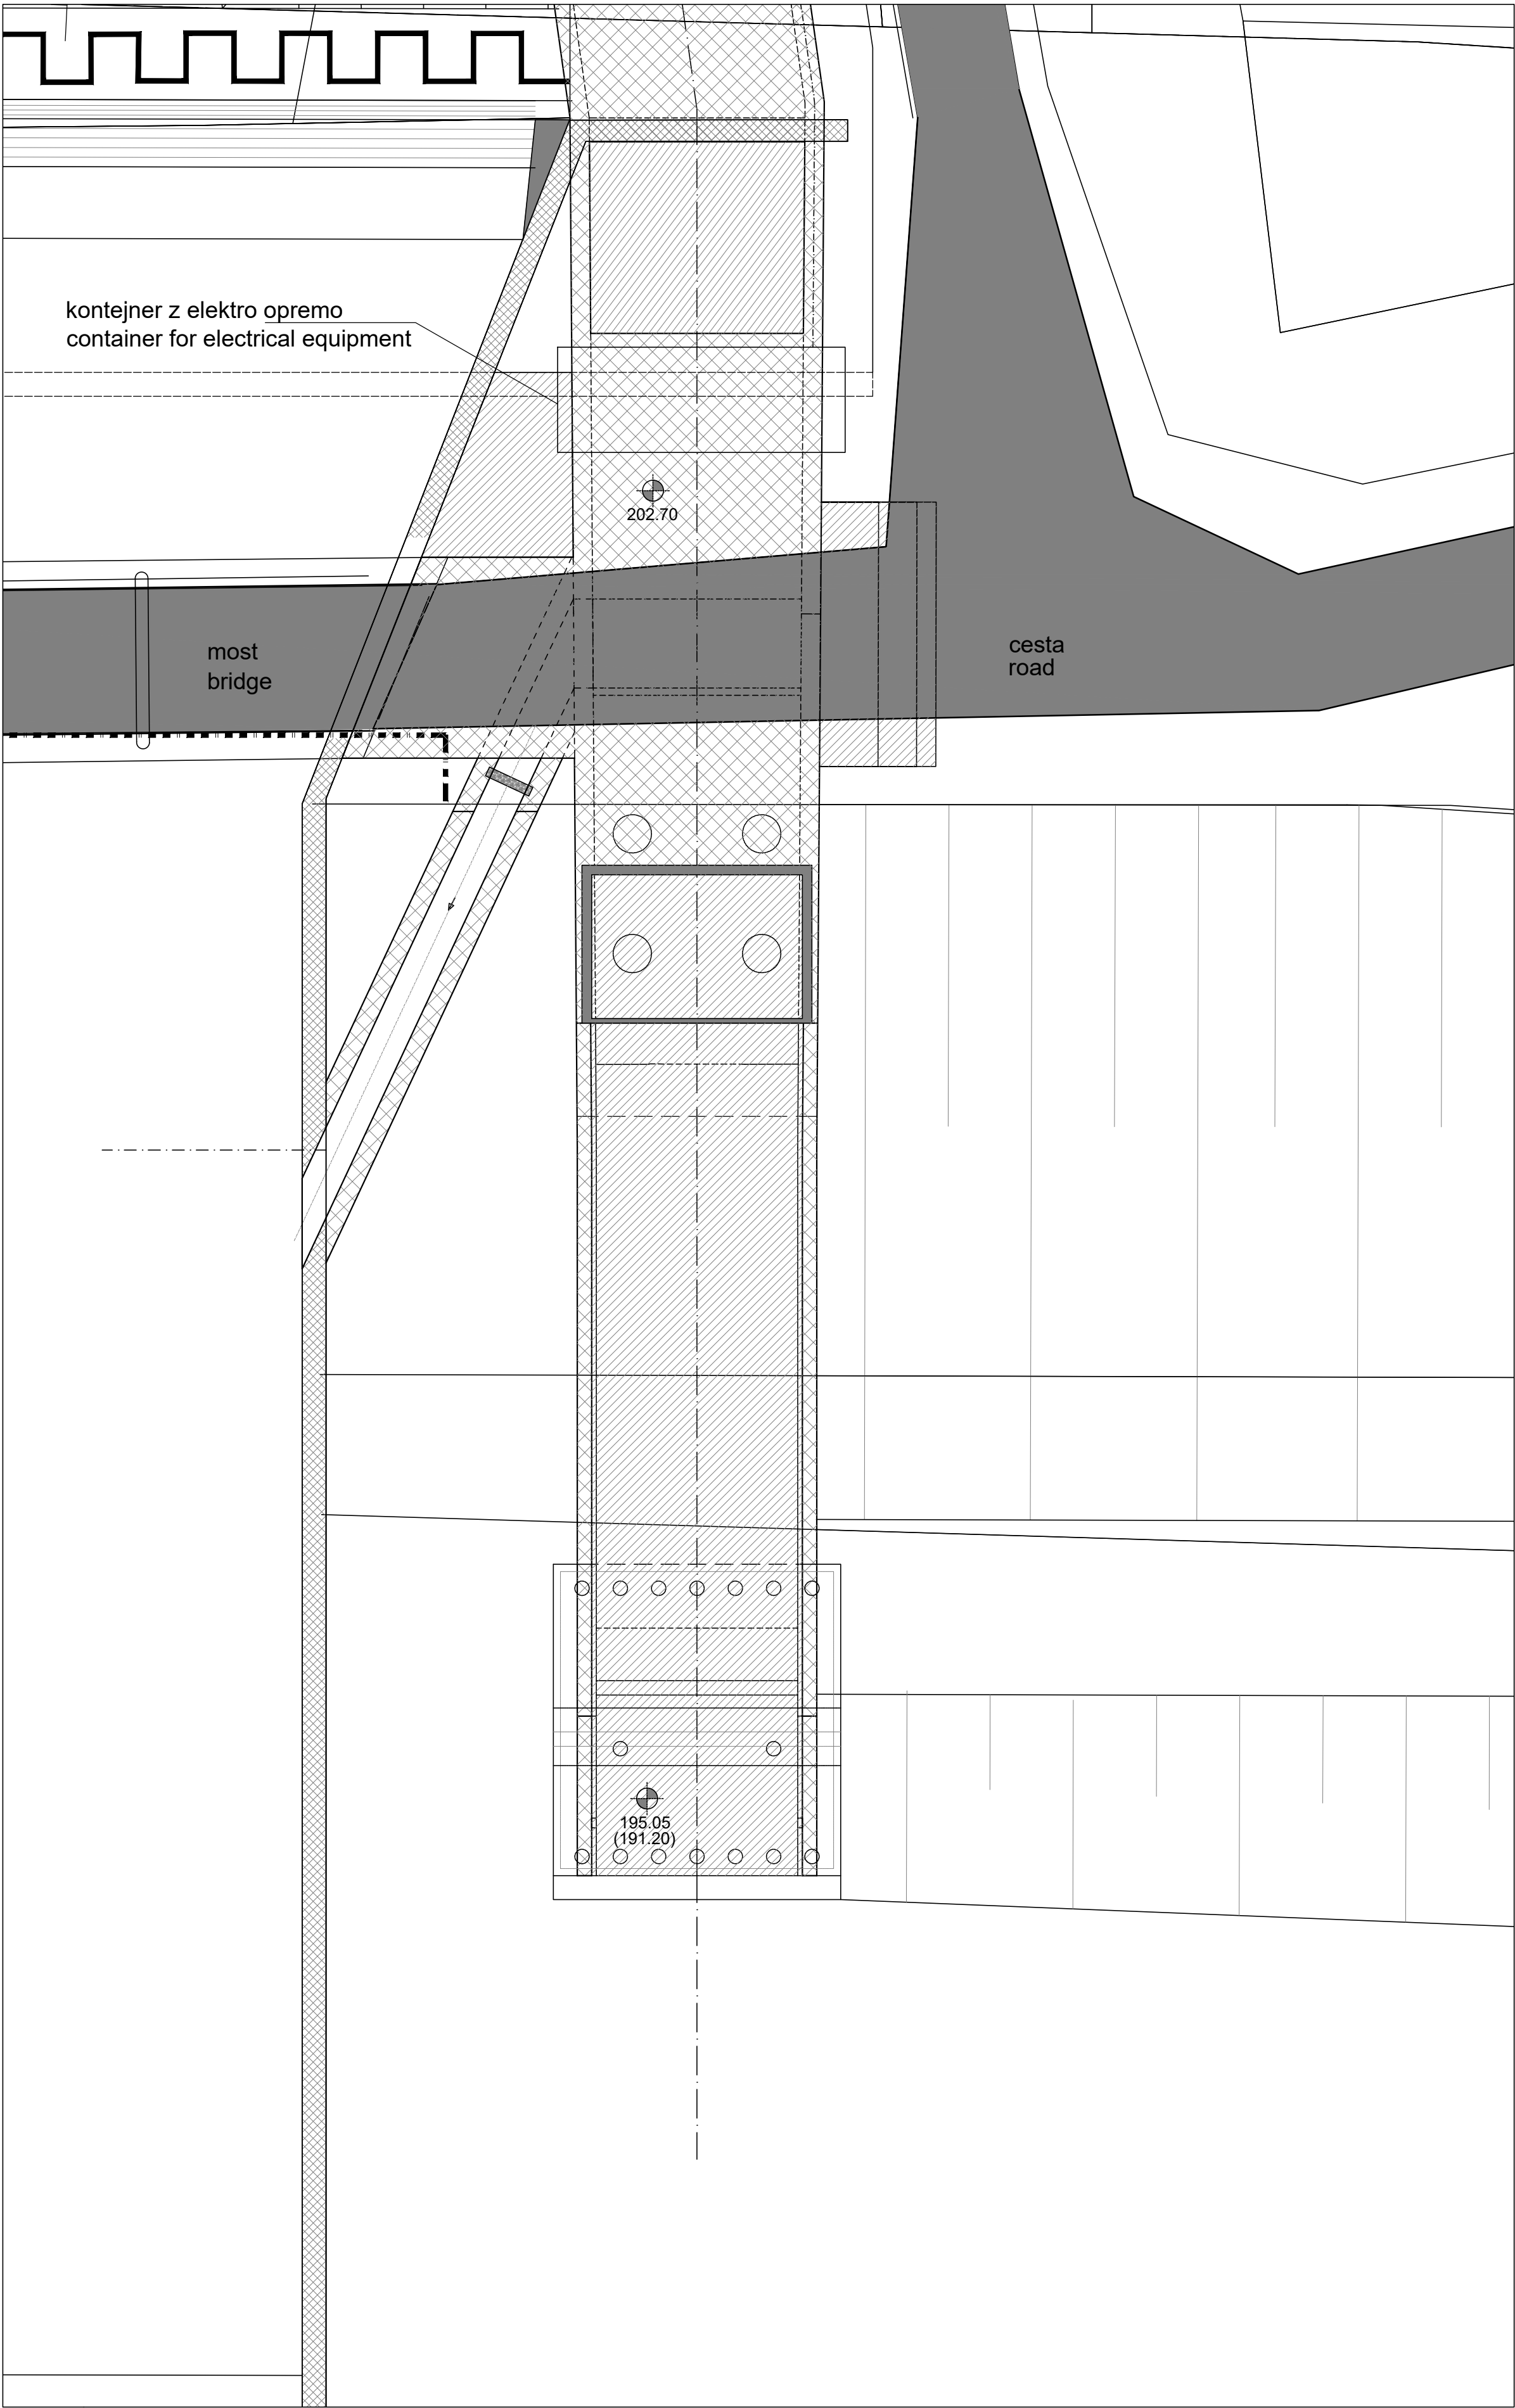 kontejner z elektro opremo
container for electrical equipment
202.70
most
bridge
cesta
road
195.05
(191.20)